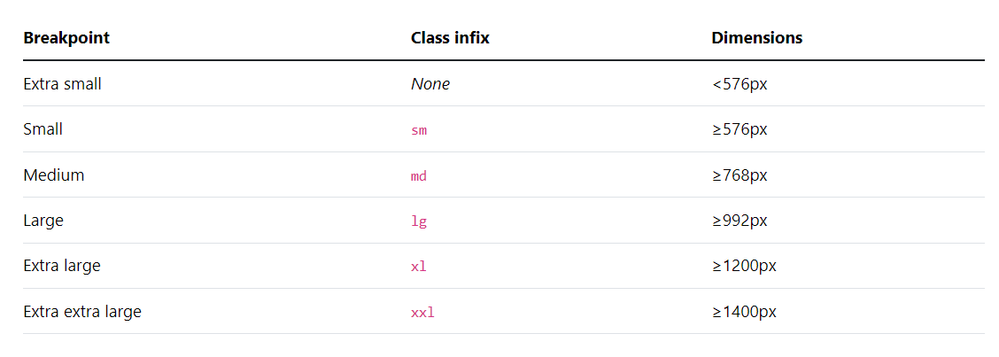 Breakpoint Class infix Dimensions
Extra small None <576px
Small sm ≥576px
Medium md ≥768px
Large lg ≥992px
Extra large xl ≥1200px
Extra extra large xxl ≥1400px